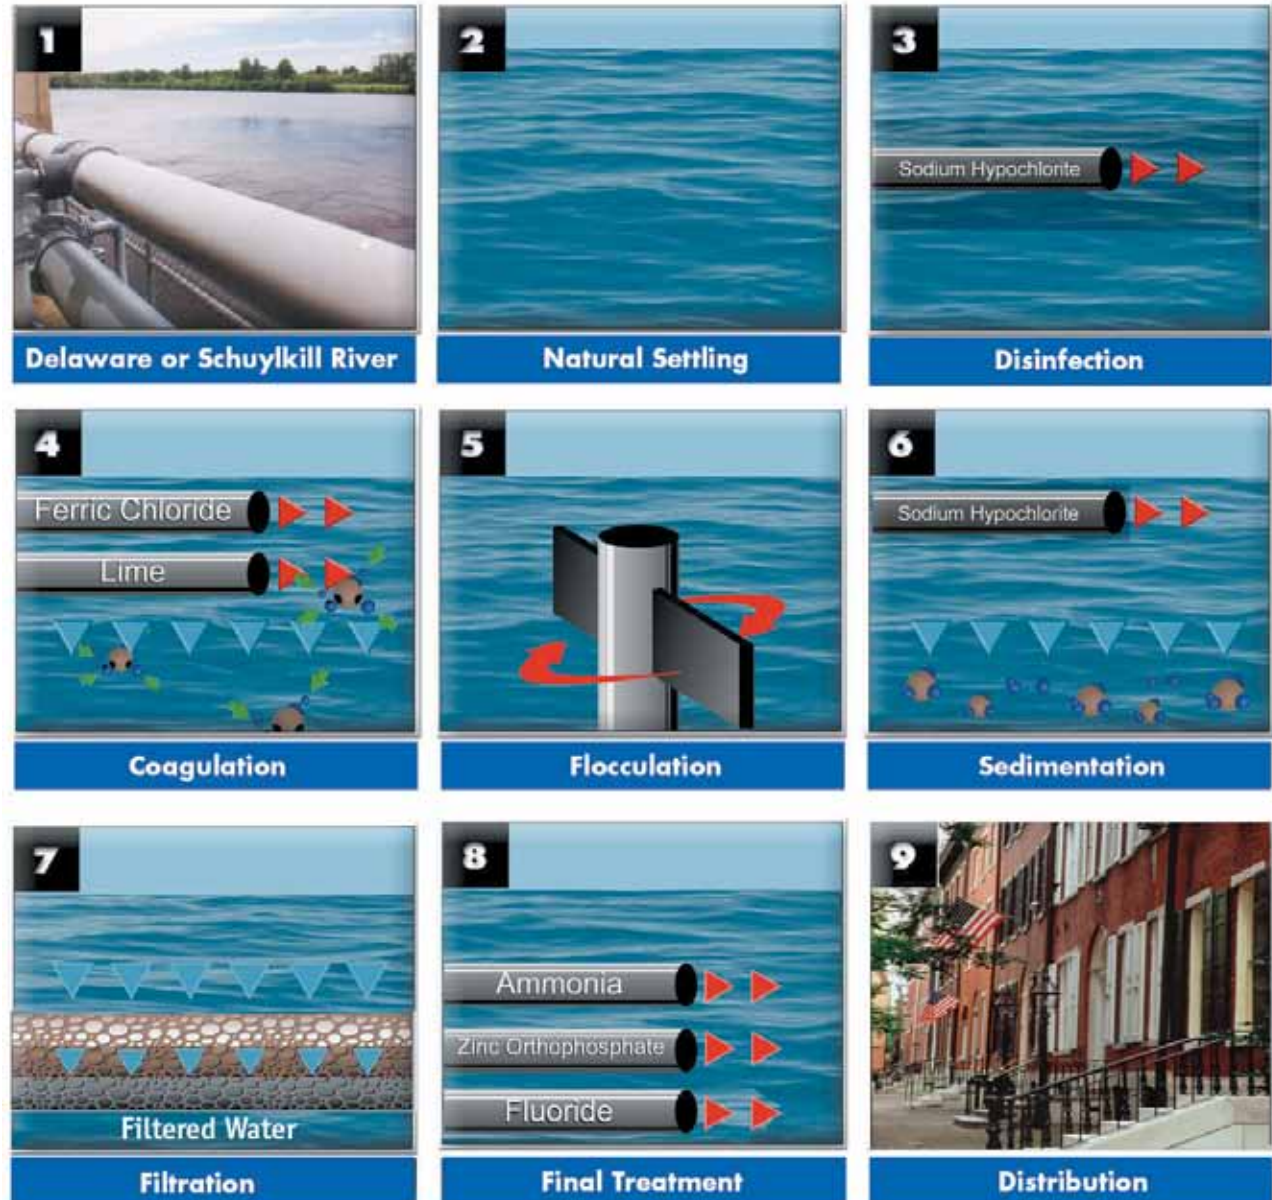 1
Delaware or Schuylkill River
2
Natural Settling
3
Sodium Hypochlorite
Disinfection
4
Ferric Chloride
Lime
Coagulation
5
Flocculation
6
Sodium Hypochlorite
Sedimentation
7
Filtered Water
Filtration
8
Ammonia
Zinc Orthophosphate
Fluoride
Final Treatment
9
Distribution